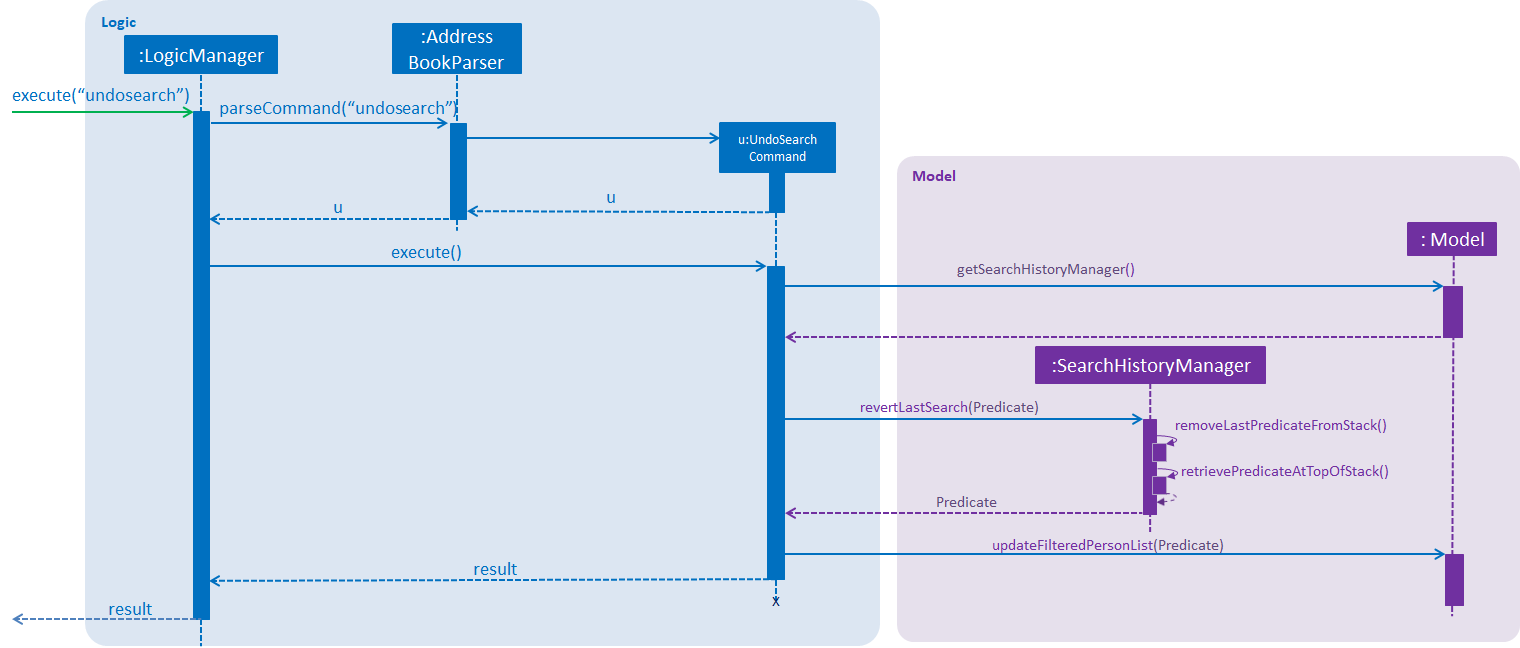 Logic
:LogicManager
:Address
BookParser
execute(“undosearch”)
parseCommand(“undosearch”)
u:UndoSearch
Command
Model
u
u
: Model
execute()
getSearchHistoryManager()
:SearchHistoryManager
revertLastSearch(Predicate)
removeLastPredicateFromStack()
retrievePredicateAtTopOfStack()
Predicate
updateFilteredPersonList(Predicate)
result
X
result